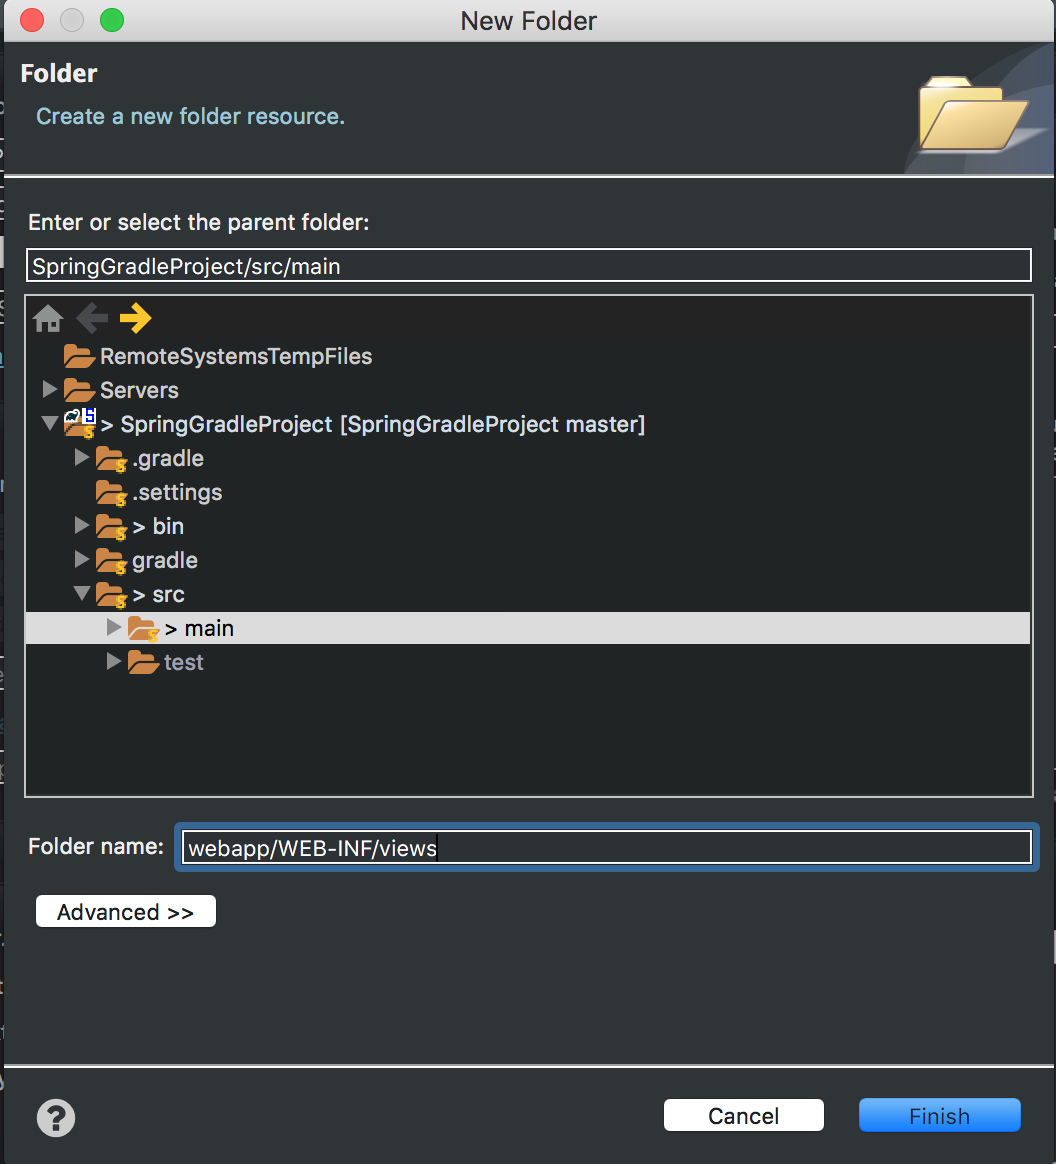 New Folder
Folder
Create a new folder resource.
Enter or select the parent folder:
SpringGradleProject/src/main
RemoteSystemsTempFiles
Servers
> SpringGradleProject [SpringGradleProject master]
.gradle
.settings
> bin
gradle
> src
> main
test
Folder name: webapp/WEB-INF/views
Advanced >>
?
Cancel
Finish